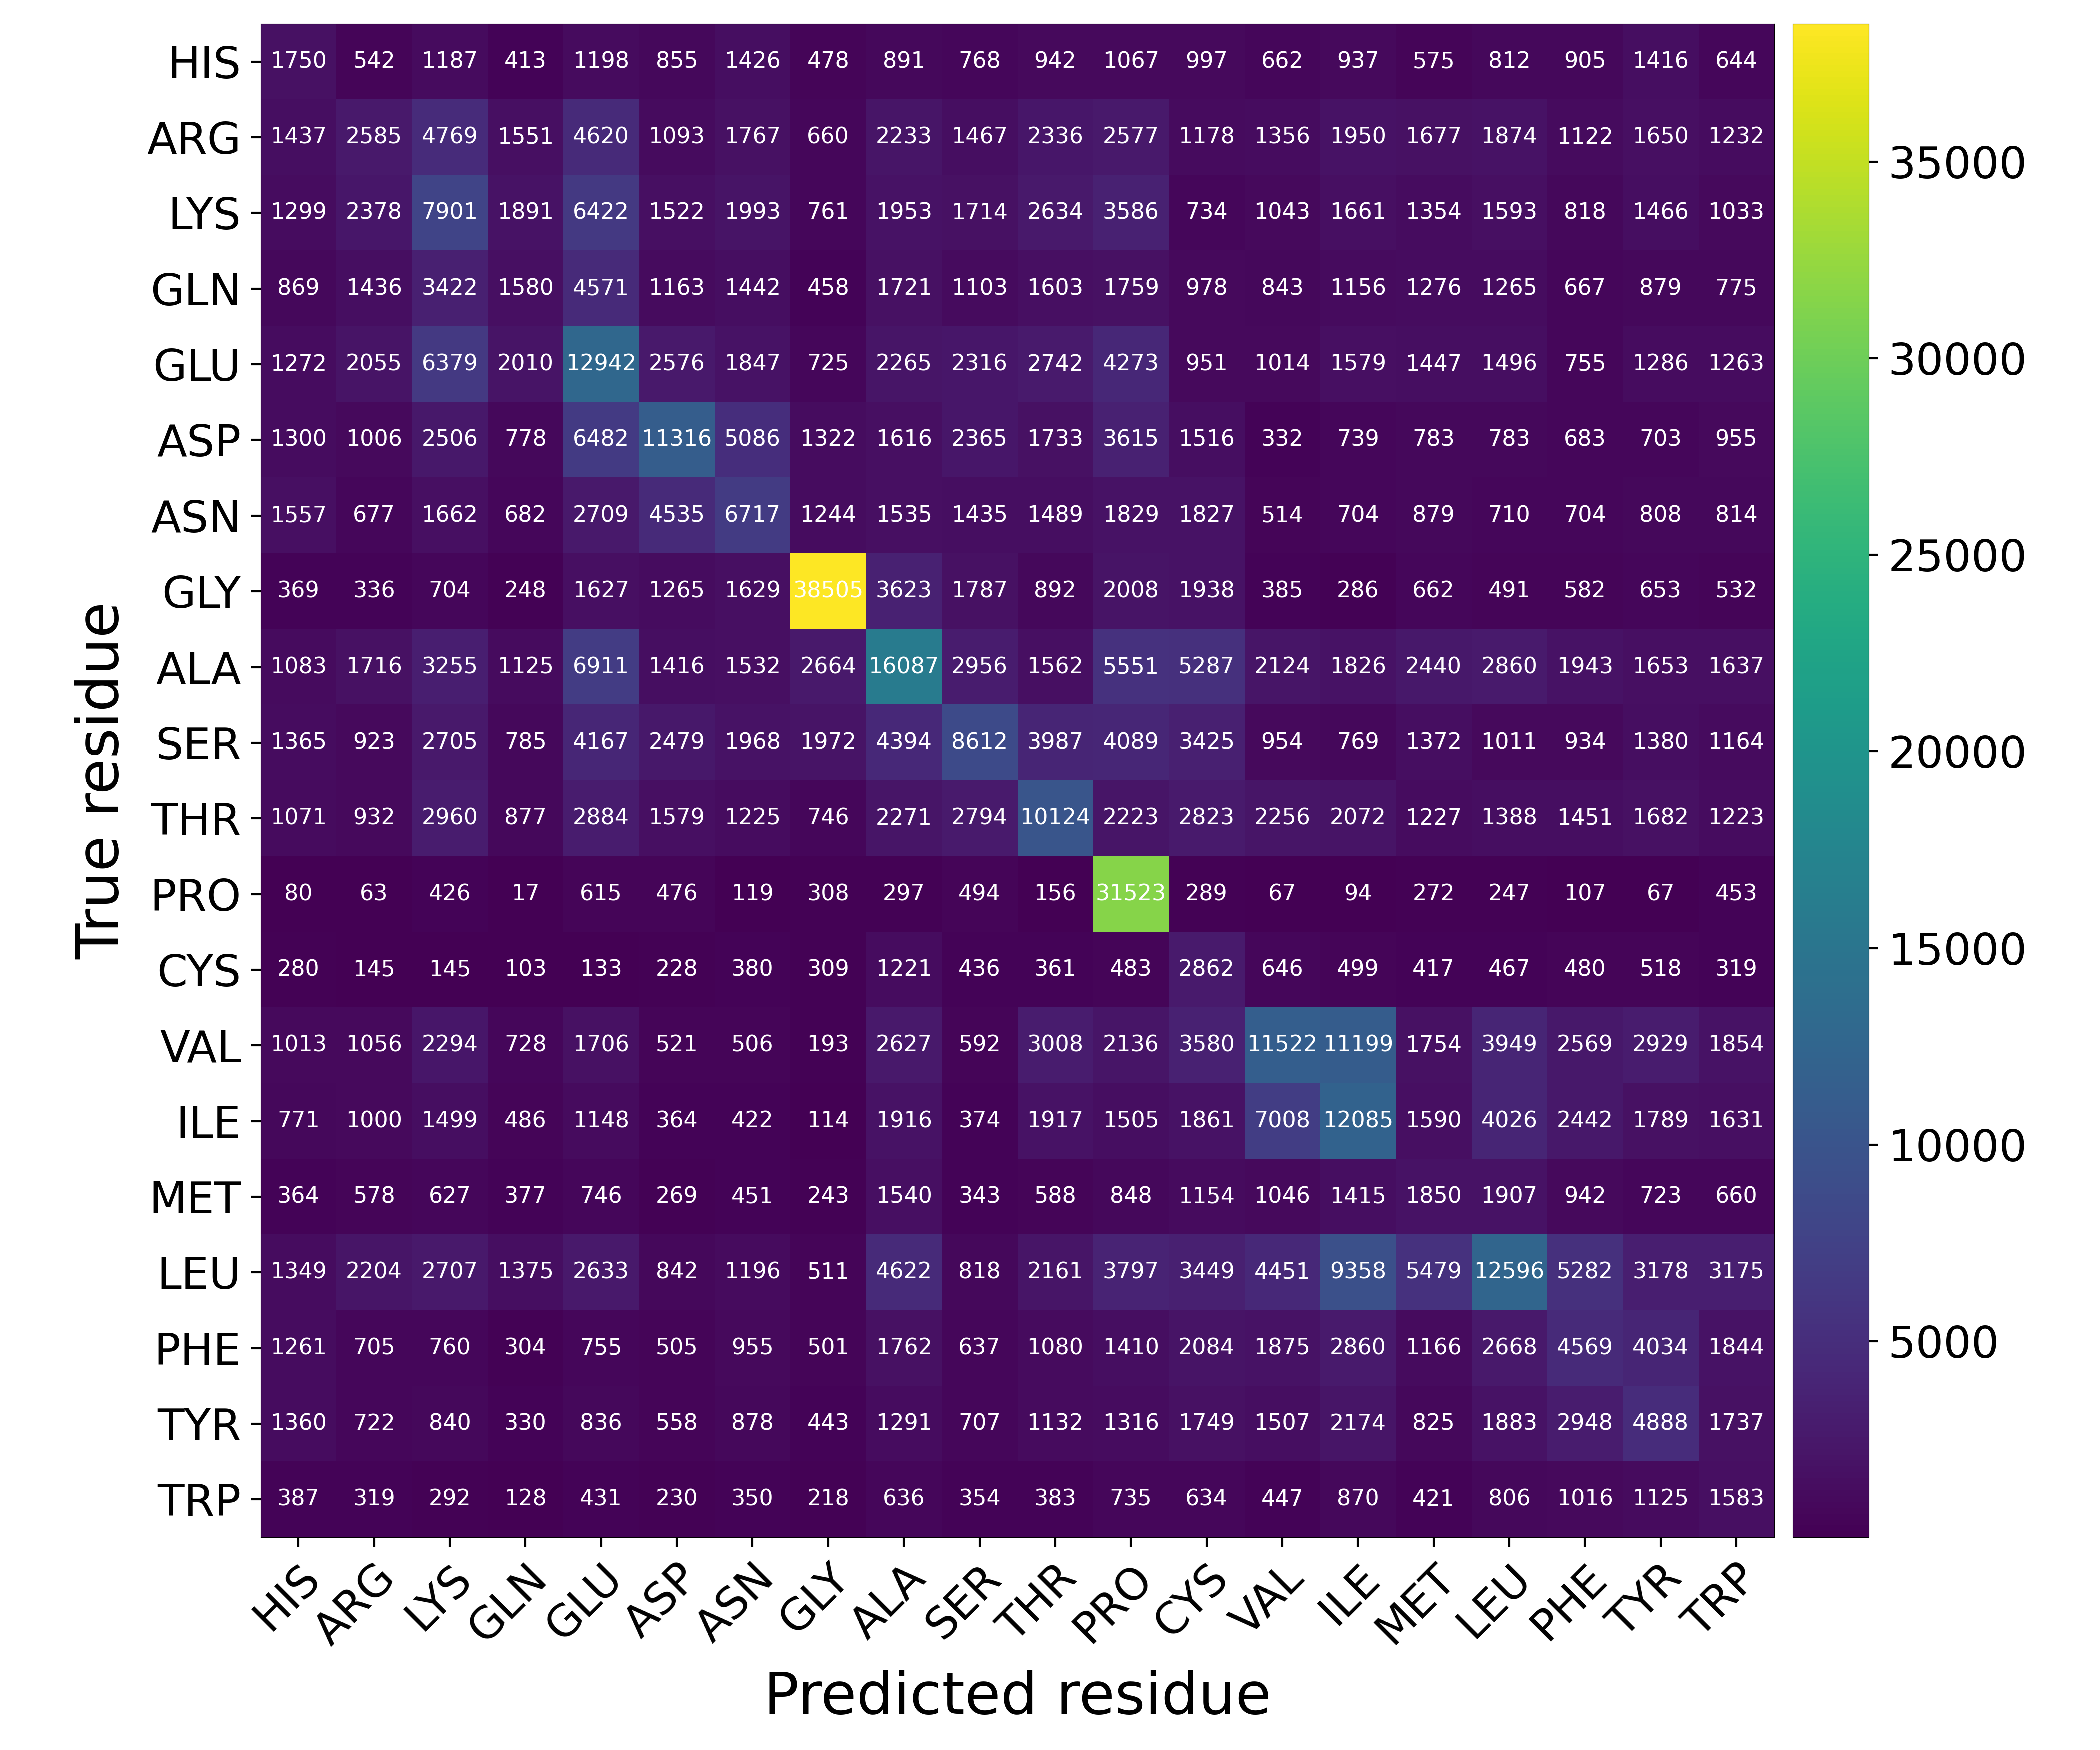 HIS 1750 542 1187 413 1198 855 1426 478 891 768 942 1067 997 662 937 575 812 905 1416 644
ARG 1437 2585 4769 1551 4620 1093 1767 660 2233 1467 2336 2577 1178 1356 1950 1677 1874 1122 1650 1232
35000
LYS 1299 2378 7901 1891 6422 1522 1993 761 1953 1714 2634 3586 734 1043 1661 1354 1593 818 1466 1033
GLN 869 1436 3422 1580 4571 1163 1442 458 1721 1103 1603 1759 978 843 1156 1276 1265 667 879 775
30000
GLU 1272 2055 6379 2010 12942 2576 1847 725 2265 2316 2742 4273 951 1014 1579 1447 1496 755 1286 1263
ASP 1300 1006 2506 778 6482 11316 5086 1322 1616 2365 1733 3615 1516 332 739 783 783 683 703 955
ASN 1557 677 1662 682 2709 4535 6717 1244 1535 1435 1489 1829 1827 514 704 879 710 704 808 814
25000
GLY 369 336 704 248 1627 1265 1629 38505 3623 1787 892 2008 1938 385 286 662 491 582 653 532
ALA 1083 1716 3255 1125 6911 1416 1532 2664 16087 2956 1562 5551 5287 2124 1826 2440 2860 1943 1653 1637
SER 1365 923 2705 785 4167 2479 1968 1972 4394 8612 3987 4089 3425 954 769 1372 1011 934 1380 1164
20000
True residue
THR 1071 932 2960 877 2884 1579 1225 746 2271 2794 10124 2223 2823 2256 2072 1227 1388 1451 1682 1223
PRO 80 63 426 17 615 476 119 308 297 494 156 31523 289 67 94 272 247 107 67 453
15000
CYS 280 145 145 103 133 228 380 309 1221 436 361 483 2862 646 499 417 467 480 518 319
VAL 1013 1056 2294 728 1706 521 506 193 2627 592 3008 2136 3580 11522 11199 1754 3949 2569 2929 1854
ILE 771 1000 1499 486 1148 364 422 114 1916 374 1917 1505 1861 7008 12085 1590 4026 2442 1789 1631
10000
MET 364 578 627 377 746 269 451 243 1540 343 588 848 1154 1046 1415 1850 1907 942 723 660
LEU 1349 2204 2707 1375 2633 842 1196 511 4622 818 2161 3797 3449 4451 9358 5479 12596 5282 3178 3175
5000
PHE 1261 705 760 304 755 505 955 501 1762 637 1080 1410 2084 1875 2860 1166 2668 4569 4034 1844
TYR 1360 722 840 330 836 558 878 443 1291 707 1132 1316 1749 1507 2174 825 1883 2948 4888 1737
TRP 387 319 292 128 431 230 350 218 636 354 383 735 634 447 870 421 806 1016 1125 1583
HIS ARG LYS GLN GLU ASP ASN GLY ALA SER THR PRO CYS VAL ILE MET LEU PHE TYR TRP
Predicted residue